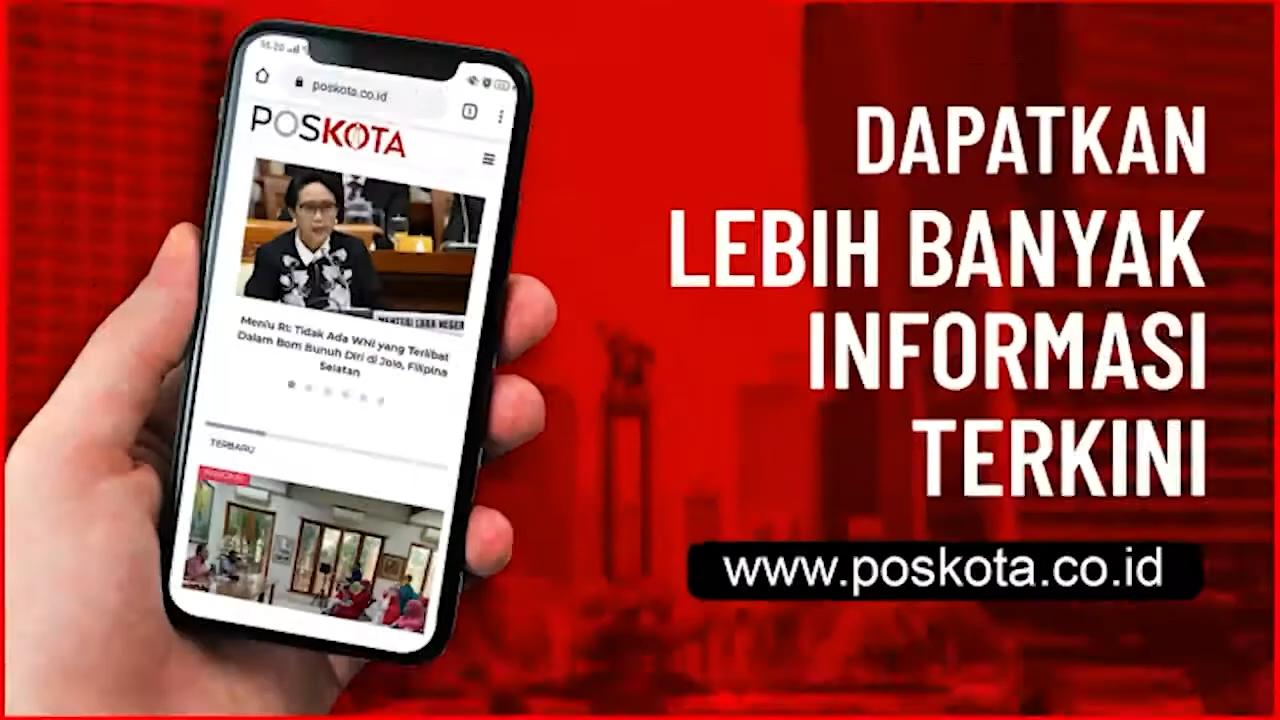 poskota.co.id
POSKOTA
Menlu RI: Tidak Ada WNI yang Terlibat
Dalam Bom Bunuh Diri di Jolo, Filipina
Selatan
TERBARU
DAPATKAN
LEBIH BANYAK
INFORMASI
TERKINI
www.poskota.co.id